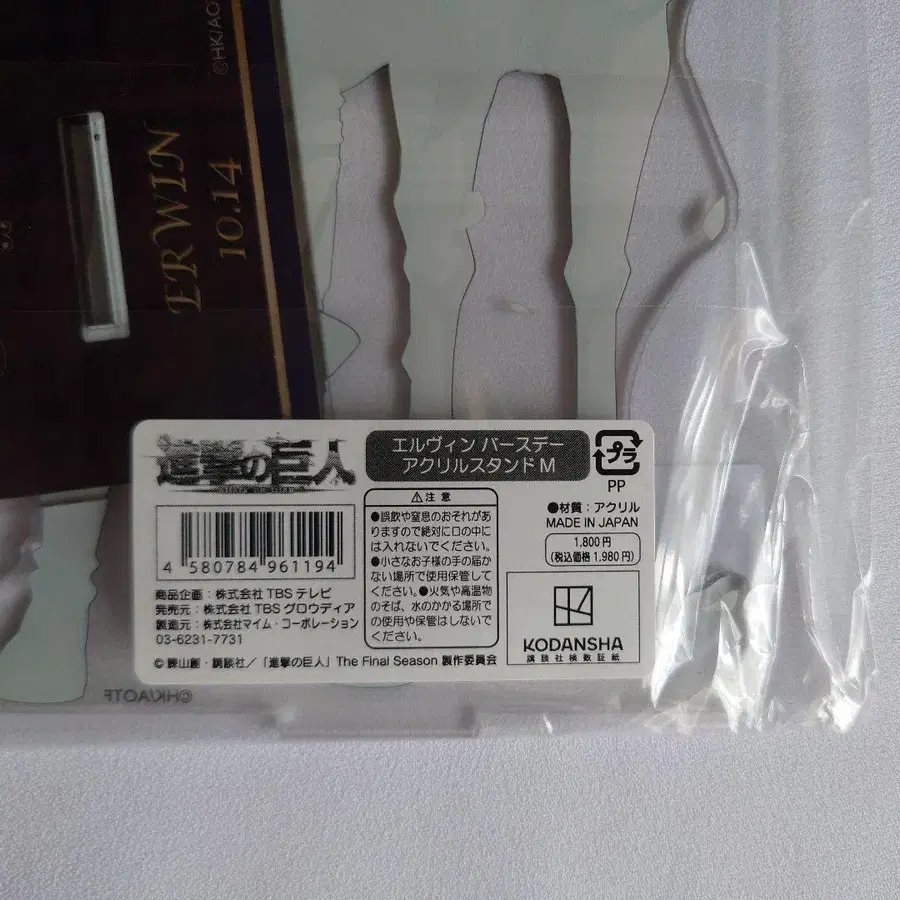 ©HK/AO
ERWIN
10.14
進撃の巨人
エルヴィン バースデー
アクリルスタンド M
プラ
PP
4 580784 961194
商品企画：株式会社 TBS テレビ
発売元：株式会社 TBS グロウディア
製造元：株式会社マイム・コーポレーション
03-6231-7731
⚠注意
●誤飲や窒息のおそれがあ
りますので絶対に口の中に
は入れないでください。
●小さなお子様の手の届か
ない場所で使用保管して
ください。●火気や高温物
のそば、水のかかる場所で
の使用や保管はしないで
ください。
●材質：アクリル
MADE IN JAPAN
1,800円
(税込価格 1,980円)
KODANSHA
講談社検数証紙
©諫山創・講談社／「進撃の巨人」The Final Season 製作委員会
©HK/AOTF